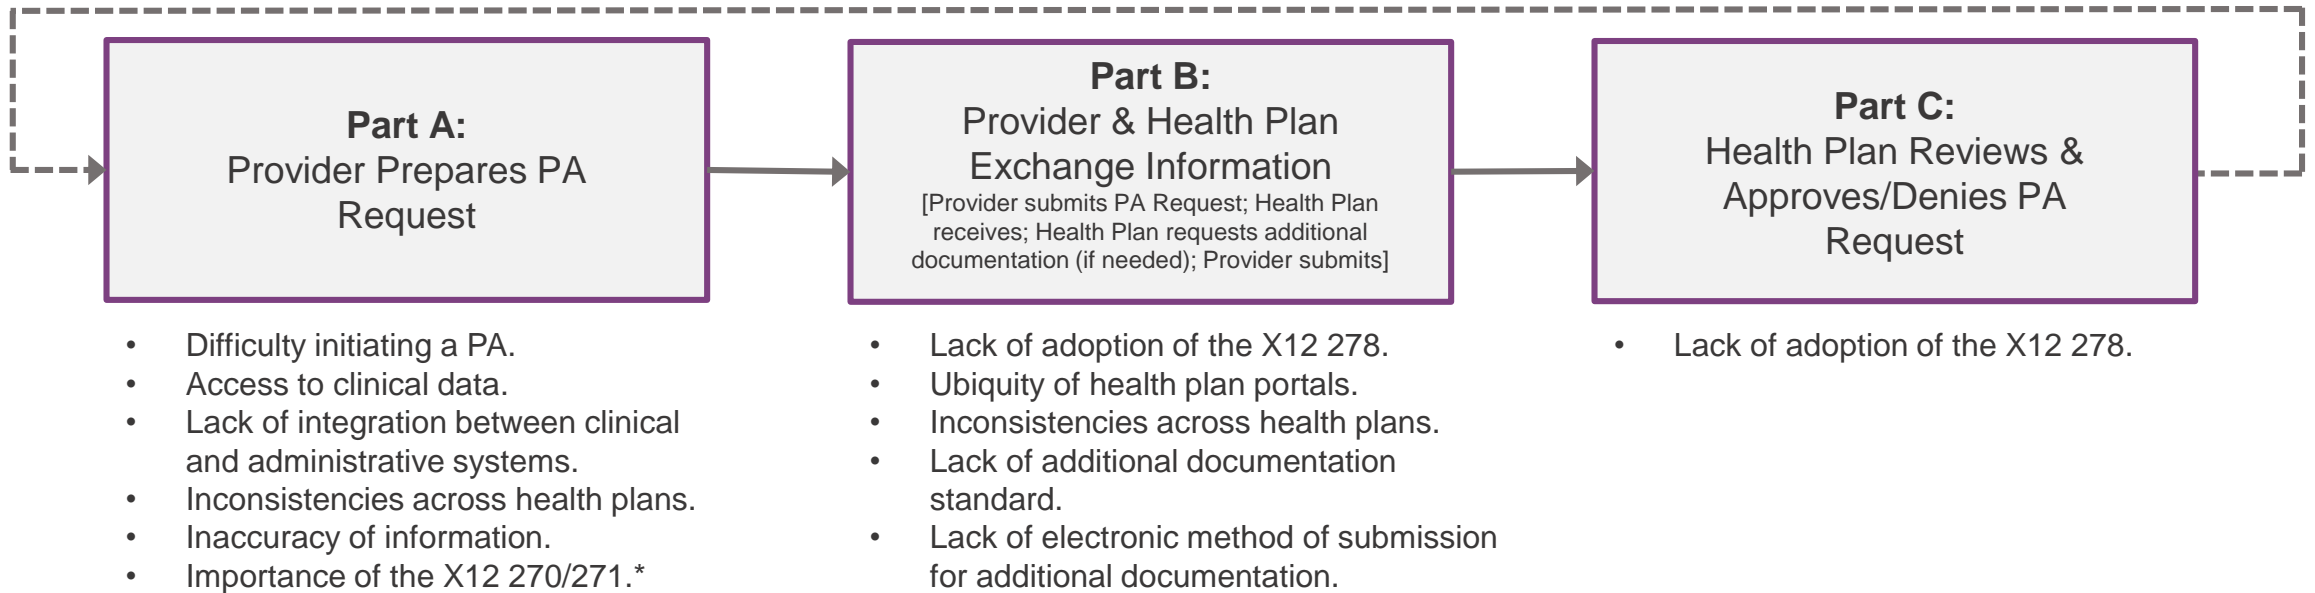 Part A:
Provider Prepares PA
Request
Part B:
Provider & Health Plan
Exchange Information
[Provider submits PA Request; Health Plan
receives; Health Plan requests additional
documentation (if needed); Provider submits]
Part C:
Health Plan Reviews &
Approves/Denies PA
Request
• Difficulty initiating a PA.
• Access to clinical data.
• Lack of integration between clinical
and administrative systems.
• Inconsistencies across health plans.
• Inaccuracy of information.
• Importance of the X12 270/271.*
• Lack of adoption of the X12 278.
• Ubiquity of health plan portals.
• Inconsistencies across health plans.
• Lack of additional documentation
standard.
• Lack of electronic method of submission
for additional documentation.
• Lack of adoption of the X12 278.